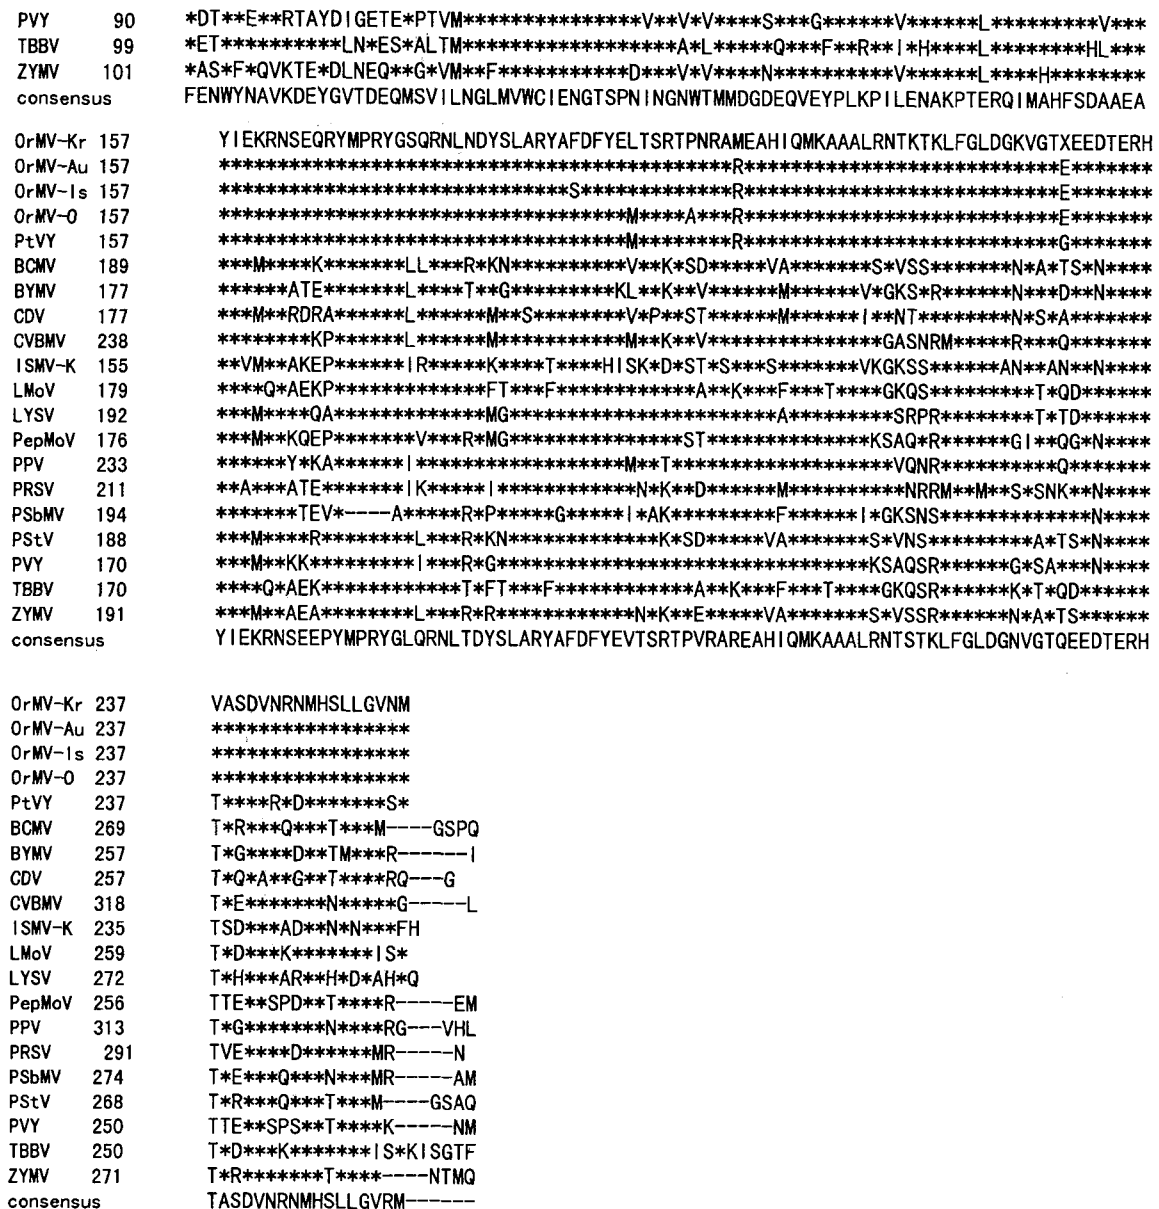 PVY 90 *DT**E**RTAYDIGETE*PTVM***************V**V*V****S***G******V******L*********V***
TBBV 99 *ET**********LN*ES*ALTM*****************A*L*****Q***F**R**I*H****L********HL***
ZYMV 101 *AS*F*QVKTE*DLNEQ**G*VM**F***********D***V*V****N*********V******L****H********
consensus FENWYNAVKDEYGVTDEQMSVILNGLMVWCIENGTSPNINGNWTMMDGDEQVEYPLKPILENAKPTERQIMAHFSDAAEA
OrMV-Kr 157 YIEKRNSEQRYMPRYGSQRNLNDYSLARYAFDFYELTSRTPNRAMEAHIQMKAAALRNTKTKLFGLDGKVGTXEEDTERH
OrMV-Au 157 ********************************************R***************************E*******
OrMV-Is 157 ******************************S*************R***************************E*******
OrMV-O 157 ***********************************M****A***R***************************E*******
PtVY 157 ***********************************M********R***************************G*******
BCMV 189 ***M****K*******LL***R*KN**********V**K*SD*****VA*******S*VSS*******N*A*TS*N****
BYMV 177 ******ATE*******L****T**G*********KL**K**V******M******V*GKS*R******N***D**N****
CDV 177 ***M**RDRA******L******M**S********V*P**ST******M******I**NT********N*S*A*******
CVBMV 238 *******KP*******L******M***********M**K**V****************GASNRM*****R***Q******
ISMV-K 155 **VM**AKEP******IR*****K****T****HISK*D*ST*S***S*******VKGKSS*******AN**AN**N****
LMoV 179 ****Q*AEKP************FT***F************A**K***F***T****GKQS*********T*QD******
LYSV 192 ***M****QA*************MG***********************A*********SRPR*********T*TD******
PepMoV 176 ***M**KQEP*******V***R*MG***************ST**************KSAQ*R******GI**QG*N****
PPV 233 ******Y*KA******I******************M**T*******************VQNR**********Q*******
PRSV 211 **A***ATE*******IK*****I***********N*K**D******M**********NRRM**M**S*SNK**N****
PSbMV 194 *******TEV*----A*****R*P*****G*****I*AK*********F******I*GKSNS*************N****
PStV 188 ***M****R********L***R*KN*************K*SD*****VA*******S*VNS*********A*TS*N****
PVY 170 ***M**KK*********I***R*G*******************************KSAQSR*******G*SA***N****
TBBV 170 ****Q*AEK************T*FT***F***********A**K***F***T****GKQSR******K*T*QD******
ZYMV 191 ***M**AEA*******L***R*R************N*K**E*****VA*******S*VSSR******N*A*TS******
consensus YIEKRNSEEPYMPRYGLQRNLTDYSLARYAFDFYEVTSRTPVRAREAHIQMKAAALRNTSTKLFGLDGNVGTQEEDTERH
OrMV-Kr 237 VASDVNRNMHSLLGVNM
OrMV-Au 237 *****************
OrMV-Is 237 *****************
OrMV-O 237 *****************
PtVY 237 T****R*D*******S*
BCMV 269 T*R***Q***T***M----GSPQ
BYMV 257 T*G****D**TM***R------I
CDV 257 T*Q*A**G**T****RQ---G
CVBMV 318 T*E*******N*****G-----L
ISMV-K 235 TSD***AD**N*N***FH
LMoV 259 T*D***K*******IS*
LYSV 272 T*H***AR**H*D*AH*Q
PepMoV 256 TTE**SPD**T****R-----EM
PPV 313 T*G*******N****RG---VHL
PRSV 291 TVE****D******MR-----N
PSbMV 274 T*E***Q***N***MR-----AM
PStV 268 T*R***Q***T***M----GSAQ
PVY 250 TTE**SPS**T****K-----NM
TBBV 250 T*D***K*******IS*KISGTF
ZYMV 271 T*R*******T****----NTMQ
consensus TASDVNRNMHSLLGVRM------